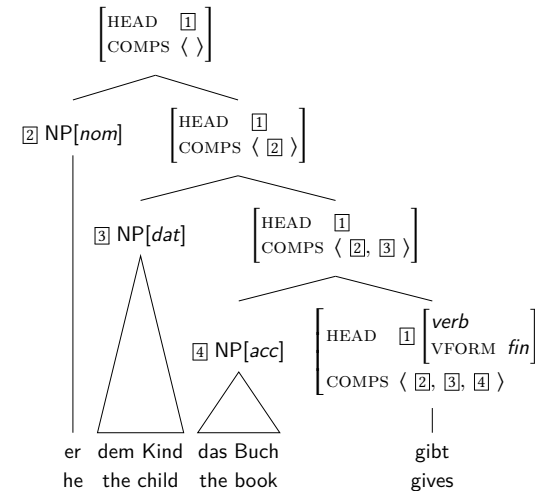 HEAD 1
COMPS ⟨ ⟩
2 NP[nom]
HEAD 1
COMPS ⟨ 2 ⟩
3 NP[dat]
HEAD 1
COMPS ⟨ 2, 3 ⟩
4 NP[acc]
HEAD 1 [verb
VFORM fin]
COMPS ⟨ 2, 3, 4 ⟩
er dem Kind das Buch gibt
he the child the book gives